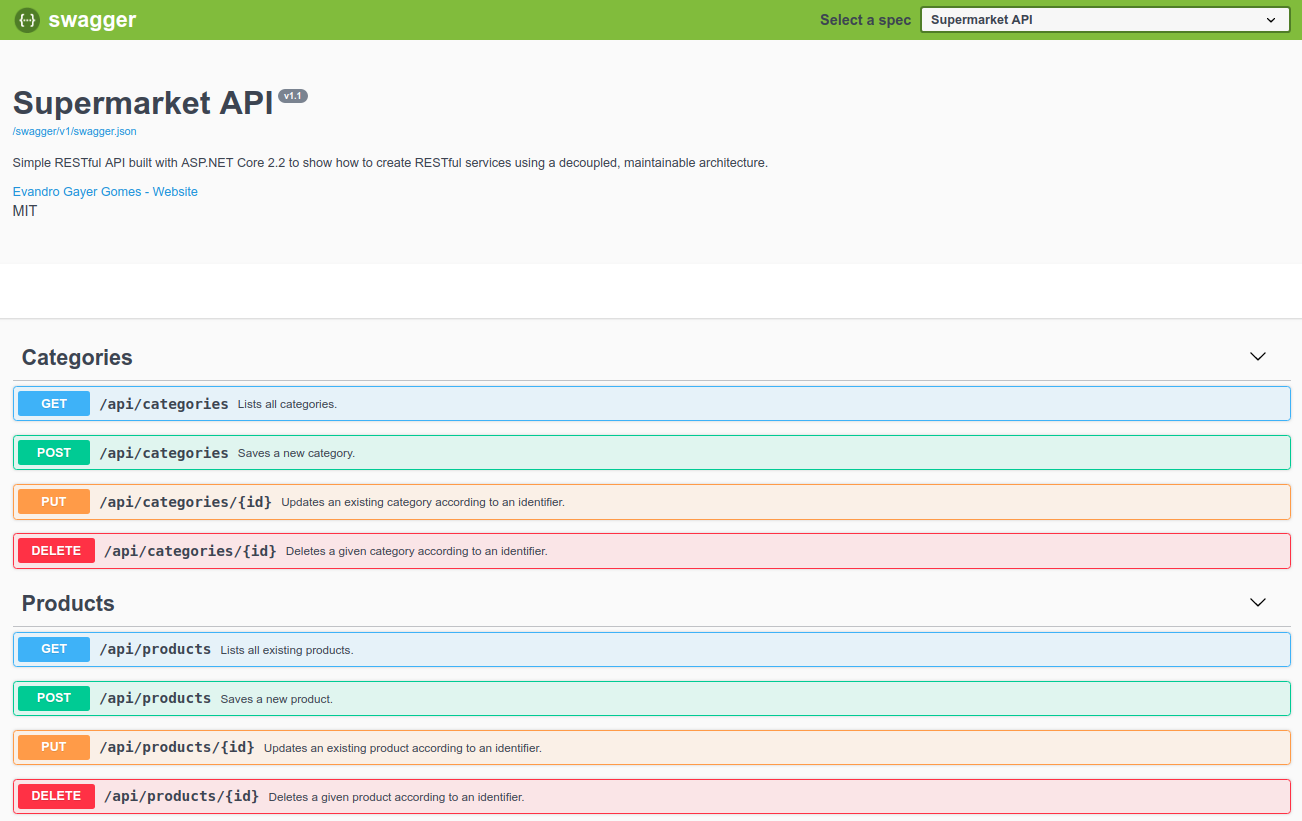 {···} swagger Select a spec Supermarket API
Supermarket API v1.1
/swagger/v1/swagger.json
Simple RESTful API built with ASP.NET Core 2.2 to show how to create RESTful services using a decoupled, maintainable architecture.
Evandro Gayer Gomes - Website
MIT
Categories
GET /api/categories Lists all categories.
POST /api/categories Saves a new category.
PUT /api/categories/{id} Updates an existing category according to an identifier.
DELETE /api/categories/{id} Deletes a given category according to an identifier.
Products
GET /api/products Lists all existing products.
POST /api/products Saves a new product.
PUT /api/products/{id} Updates an existing product according to an identifier.
DELETE /api/products/{id} Deletes a given product according to an identifier.